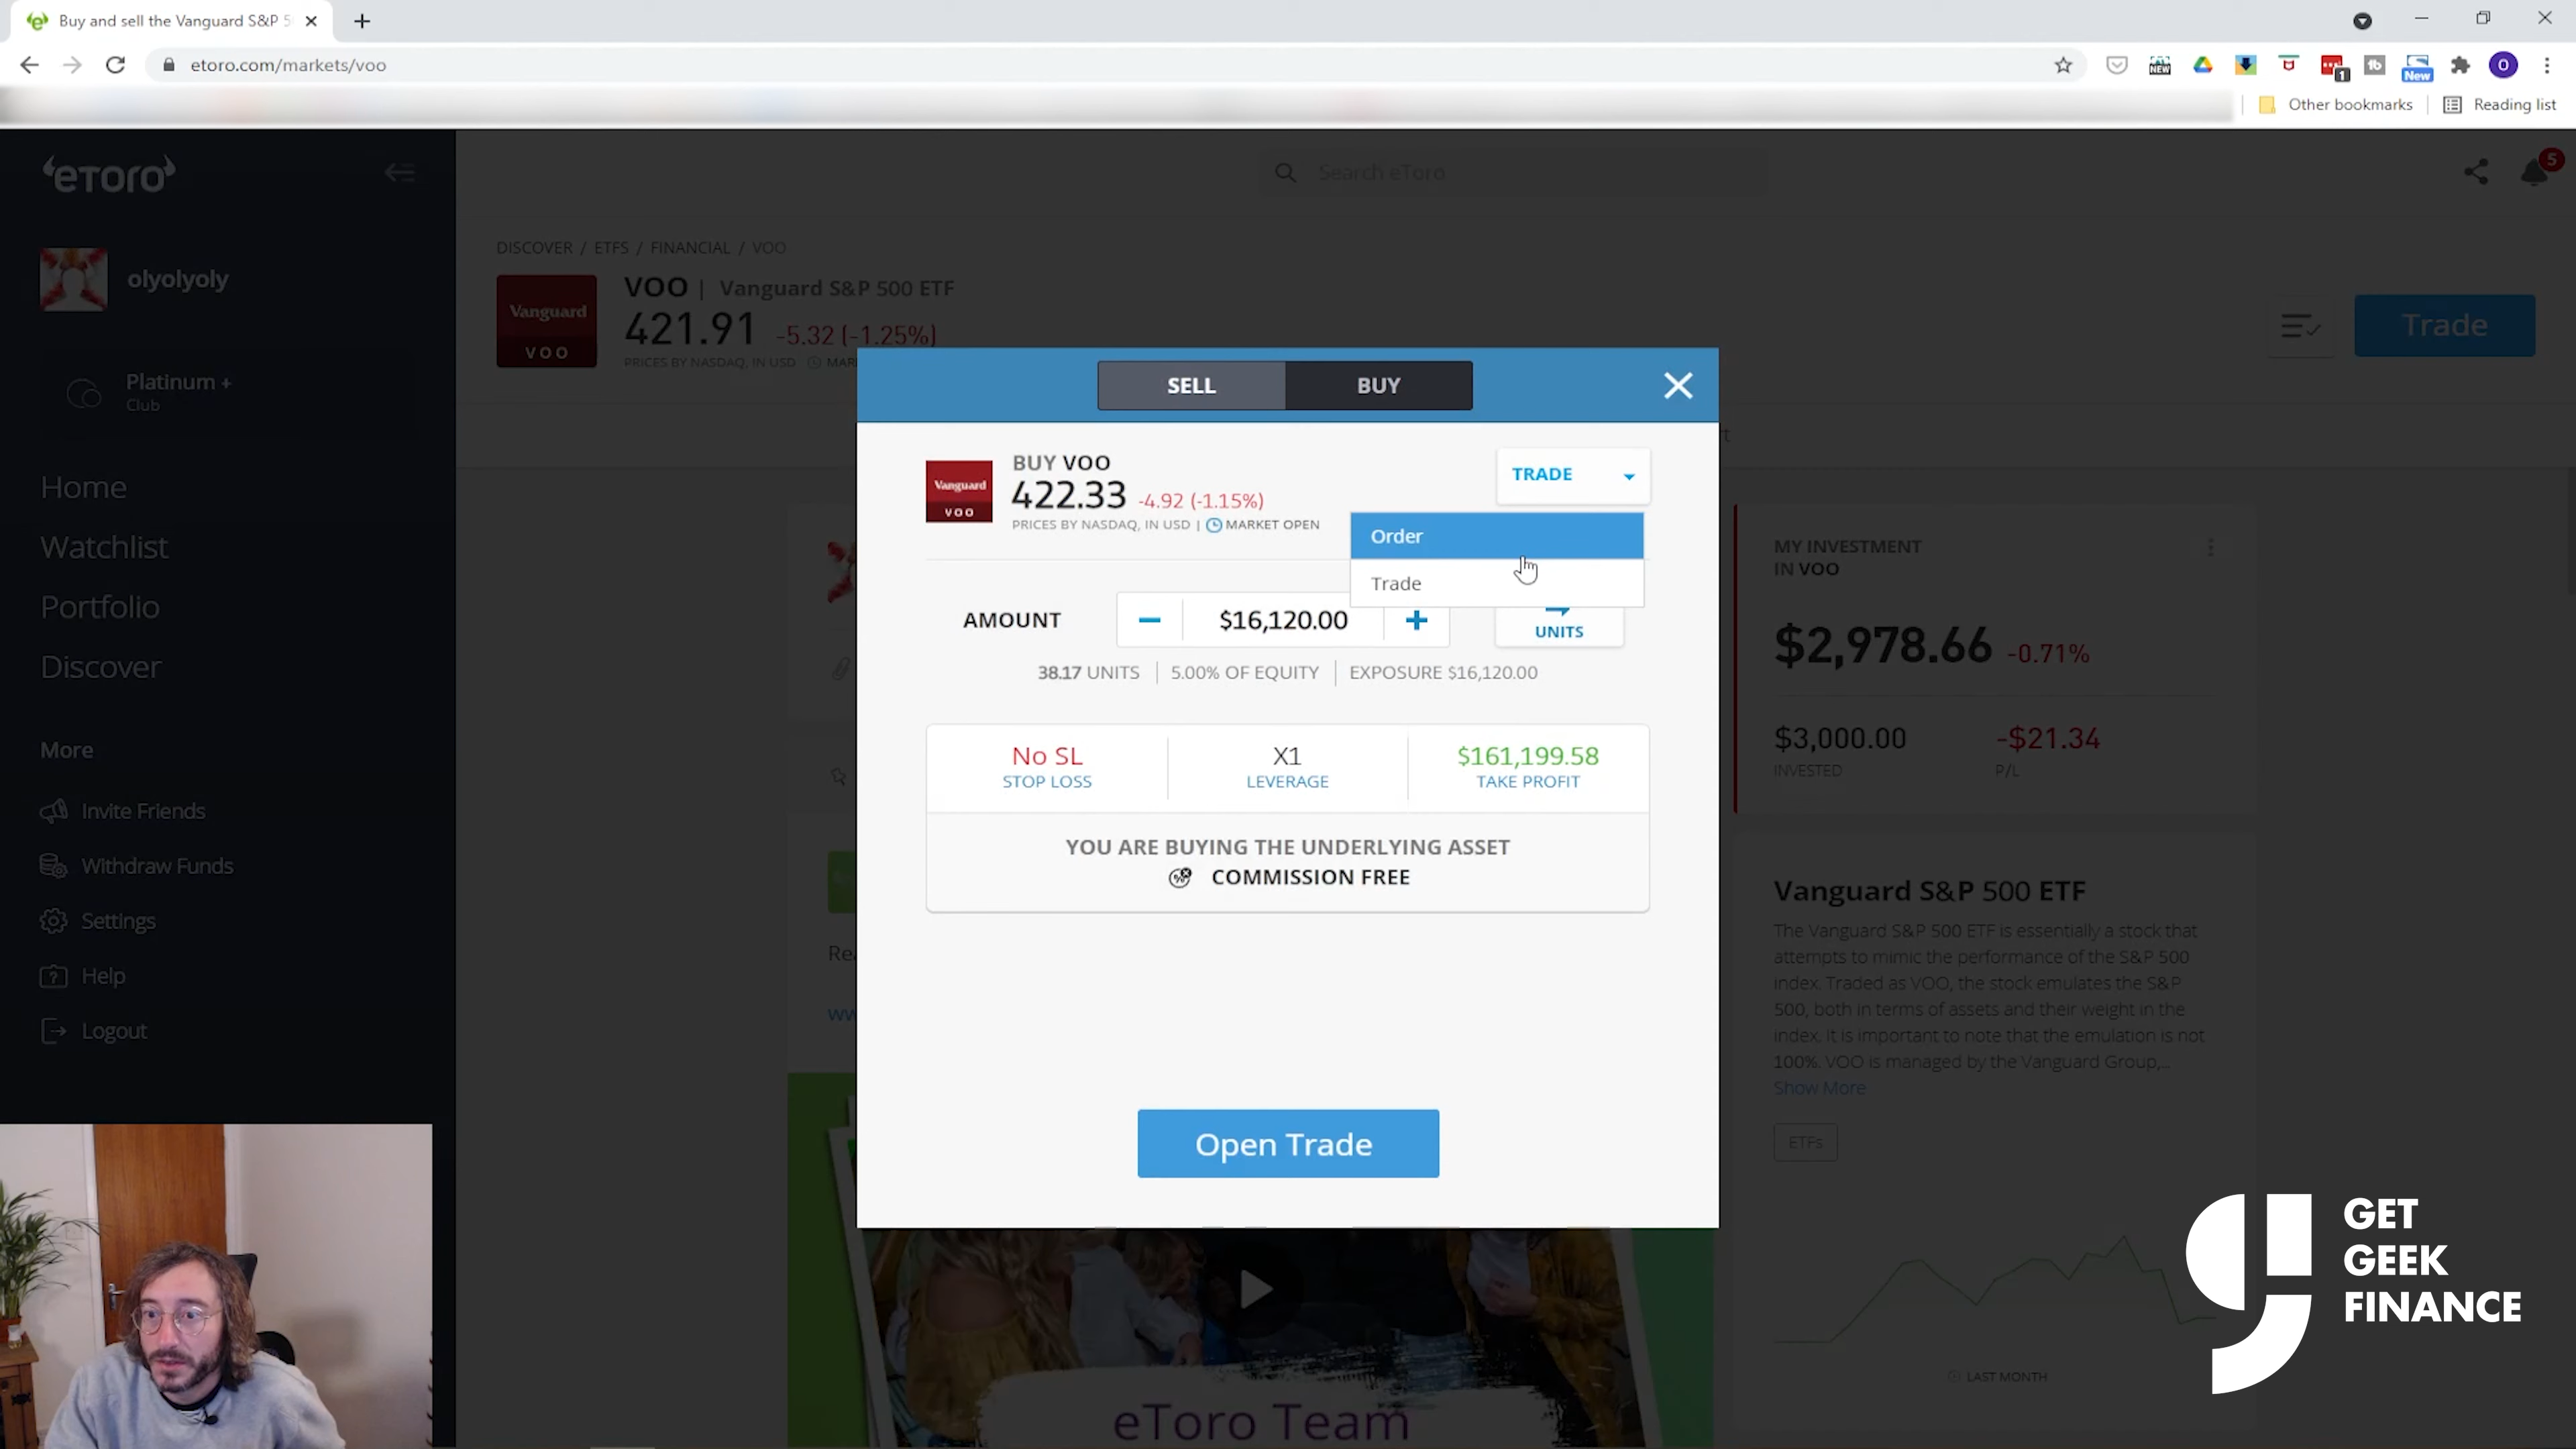 Buy and sell the Vanguard S&P 5
etoro.com/markets/voo
NEW
1
New
O
Other bookmarks
Reading list
eToro
Search eToro
5
olyolyoly
Platinum +
Club
Home
Watchlist
Portfolio
Discover
More
Invite Friends
Withdraw Funds
Settings
Help
Logout
DISCOVER / ETFS / FINANCIAL / VOO
Vanguard
VOO
VOO | Vanguard S&P 500 ETF
421.91 -5.32 (-1.25%)
PRICES BY NASDAQ, IN USD MAR
Trade
SELL
BUY
Vanguard
VOO
BUY VOO
422.33 -4.92 (-1.15%)
PRICES BY NASDAQ, IN USD | MARKET OPEN
TRADE
Order
Trade
AMOUNT
$16,120.00
UNITS
38.17 UNITS | 5.00% OF EQUITY | EXPOSURE $16,120.00
No SL
STOP LOSS
X1
LEVERAGE
$161,199.58
TAKE PROFIT
YOU ARE BUYING THE UNDERLYING ASSET
COMMISSION FREE
Open Trade
Rea
ww
eToro Team
MY INVESTMENT
IN VOO
$2,978.66 -0.71%
$3,000.00
INVESTED
-$21.34
P/L
Vanguard S&P 500 ETF
The Vanguard S&P 500 ETF is essentially a stock that
attempts to mimic the performance of the S&P 500
index. Traded as VOO, the stock emulates the S&P
500, both in terms of assets and their weight in the
index. It is important to note that the emulation is not
100%. VOO is managed by the Vanguard Group,...
Show More
ETFs
LAST MONTH
GET
GEEK
FINANCE